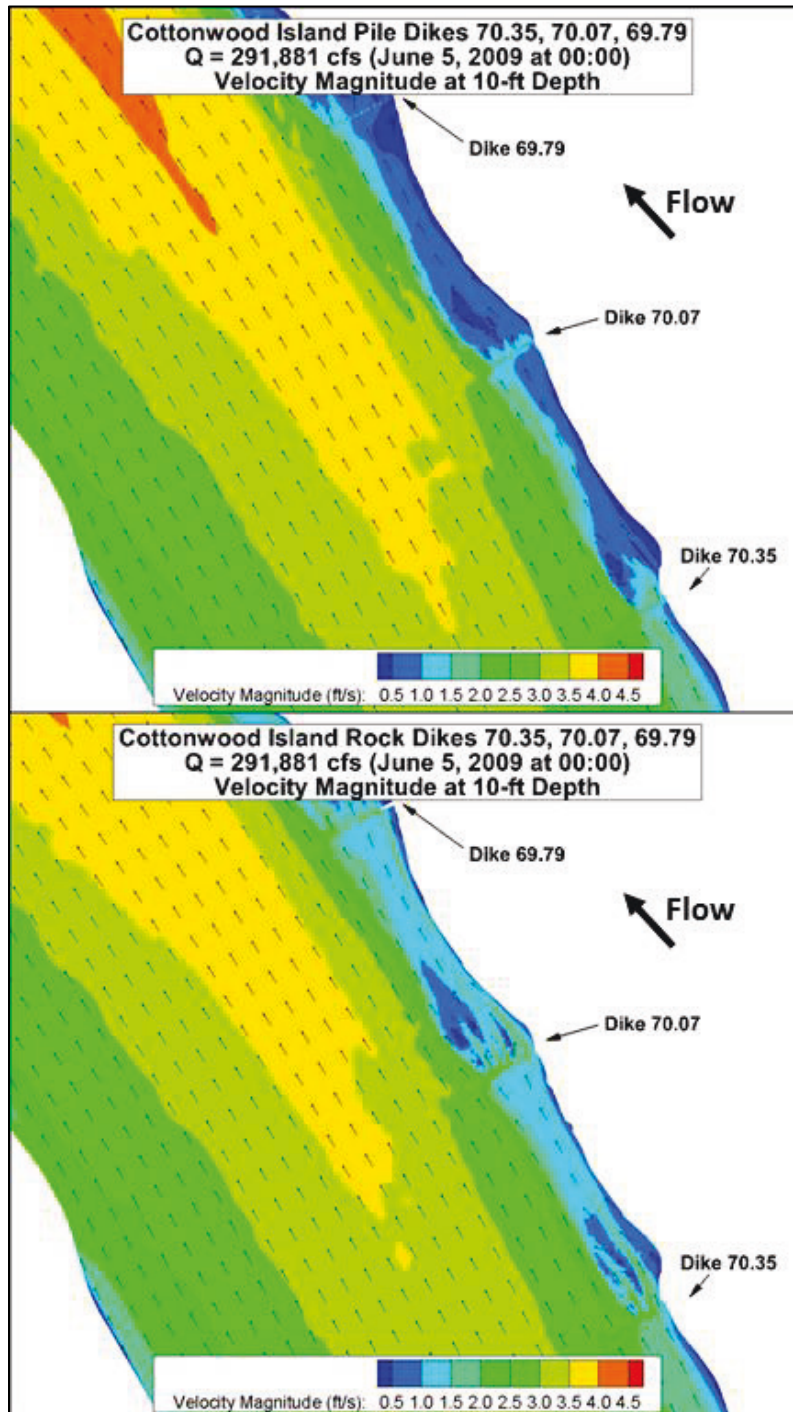 Cottonwood Island Pile Dikes 70.35, 70.07, 69.79
Q = 291,881 cfs (June 5, 2009 at 00:00)
Velocity Magnitude at 10-ft Depth
Dike 69.79
Flow
Dike 70.07
Dike 70.35
Velocity Magnitude (ft/s): 0.5 1.0 1.5 2.0 2.5 3.0 3.5 4.0 4.5
Cottonwood Island Rock Dikes 70.35, 70.07, 69.79
Q = 291,881 cfs (June 5, 2009 at 00:00)
Velocity Magnitude at 10-ft Depth
Dike 69.79
Flow
Dike 70.07
Dike 70.35
Velocity Magnitude (ft/s): 0.5 1.0 1.5 2.0 2.5 3.0 3.5 4.0 4.5